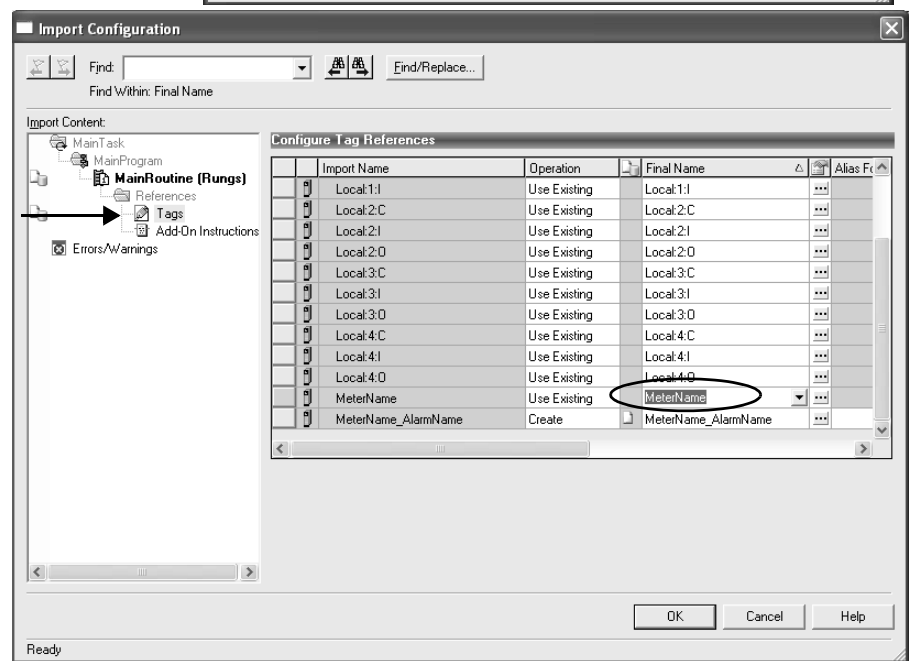 Import Configuration
Find:
Find/Replace...
Find Within: Final Name
Import Content:
MainTask
MainProgram
MainRoutine (Rungs)
References
Tags
Add-On Instructions
Errors/Warnings
Configure Tag References
Import Name Operation Final Name Alias Fo
Local:1:I Use Existing Local:1:I ...
Local:2:C Use Existing Local:2:C ...
Local:2:I Use Existing Local:2:I ...
Local:2:O Use Existing Local:2:O ...
Local:3:C Use Existing Local:3:C ...
Local:3:I Use Existing Local:3:I ...
Local:3:O Use Existing Local:3:O ...
Local:4:C Use Existing Local:4:C ...
Local:4:I Use Existing Local:4:I ...
Local:4:O Use Existing Local:4:O ...
MeterName Use Existing MeterName ...
MeterName_AlarmName Create MeterName_AlarmName ...
OK Cancel Help
Ready